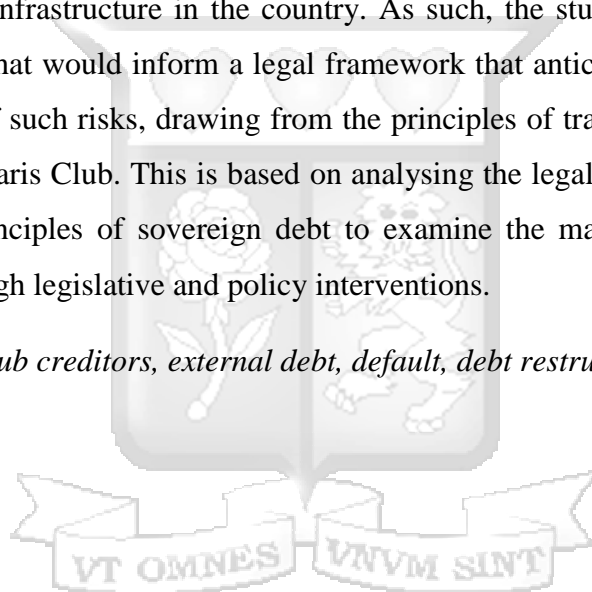 nfrastructure in the country. As such, the stu
hat would inform a legal framework that antic
f such risks, drawing from the principles of tra
aris Club. This is based on analysing the legal
nciples of sovereign debt to examine the ma
gh legislative and policy interventions.
ub creditors, external debt, default, debt restru
VT OMNES VNVM SINT